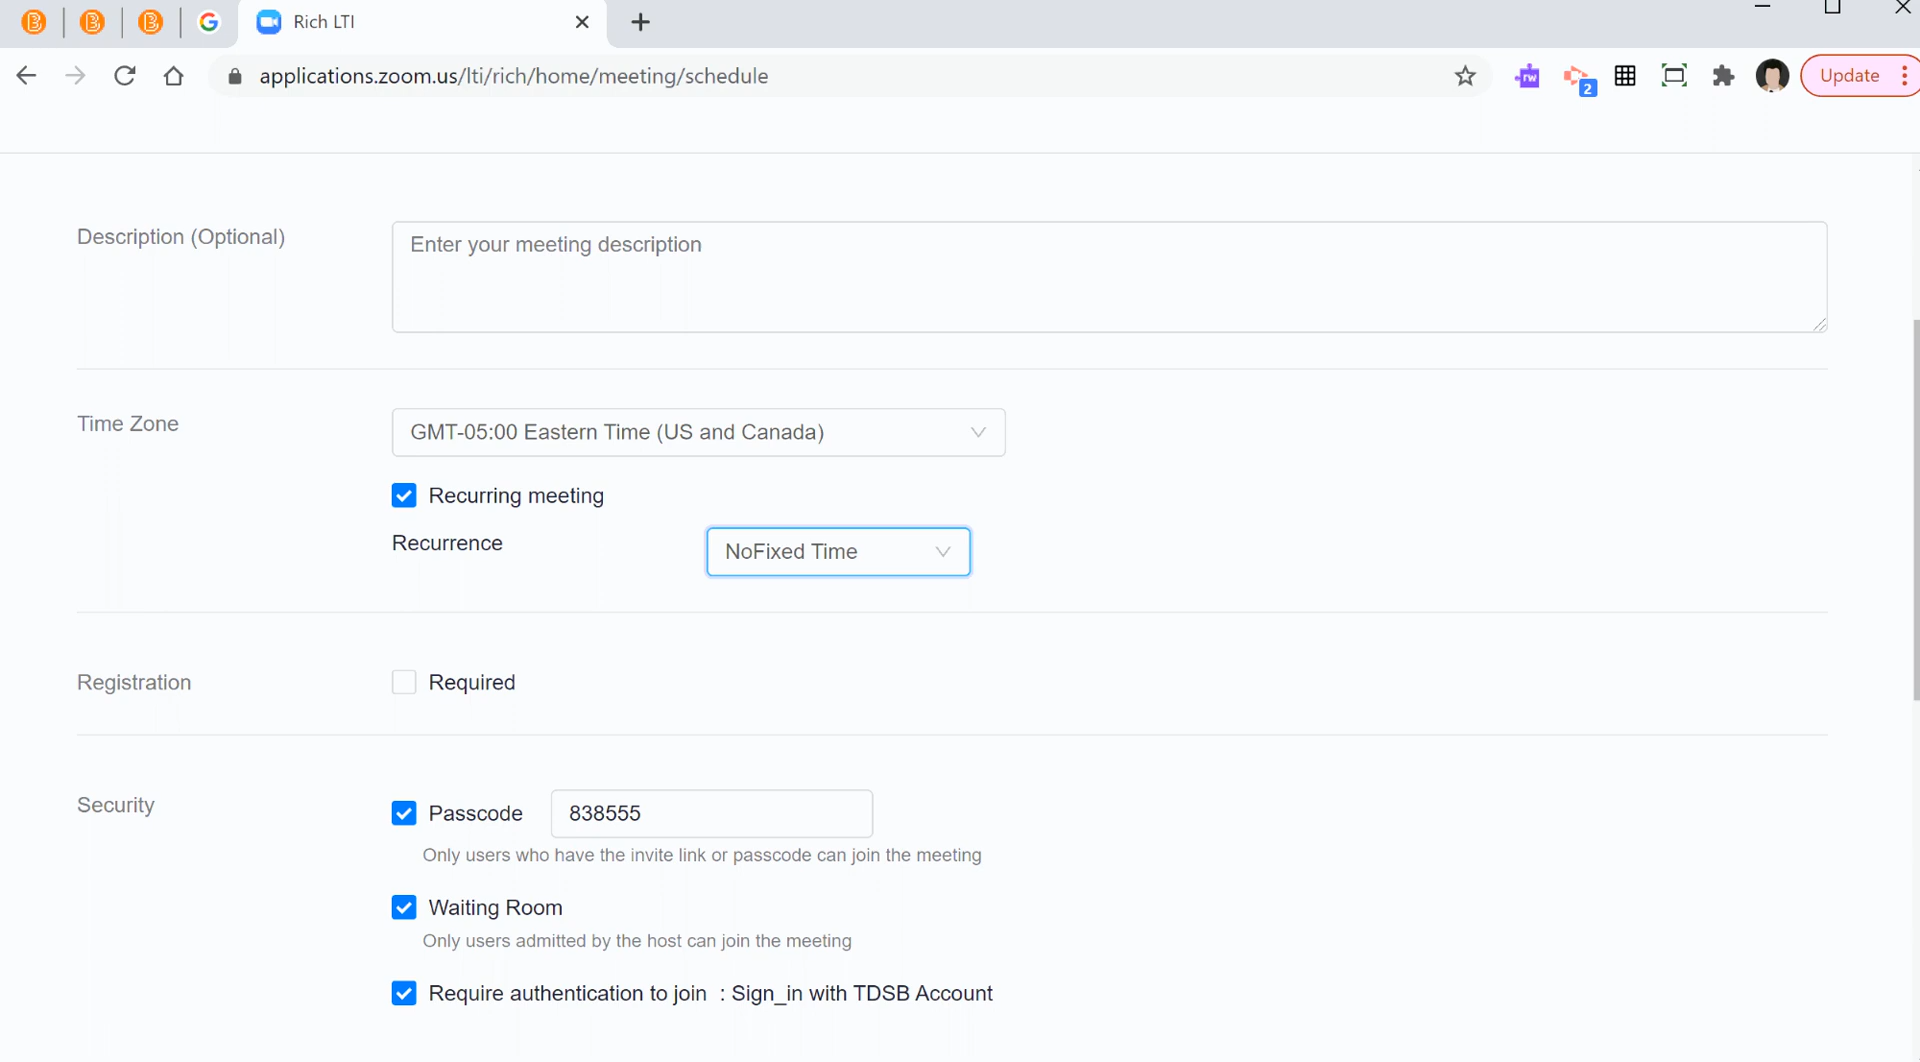 Rich LTI
applications.zoom.us/lti/rich/home/meeting/schedule
rw
2
Update
Description (Optional)
Enter your meeting description
Time Zone
GMT-05:00 Eastern Time (US and Canada)
Recurring meeting
Recurrence
NoFixed Time
Registration
Required
Security
Passcode
838555
Only users who have the invite link or passcode can join the meeting
Waiting Room
Only users admitted by the host can join the meeting
Require authentication to join : Sign_in with TDSB Account